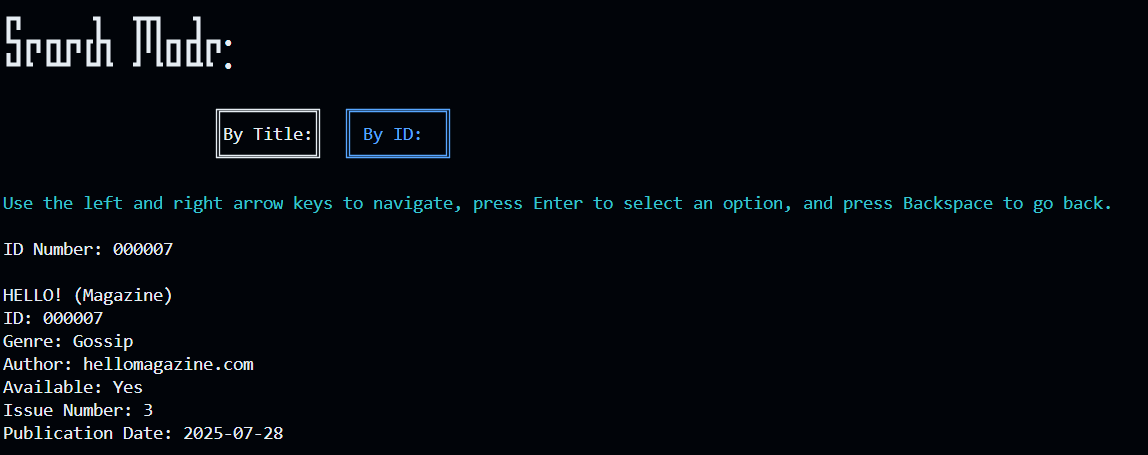 Search Mode:
By Title:
By ID:
Use the left and right arrow keys to navigate, press Enter to select an option, and press Backspace to go back.
ID Number: 000007
HELLO! (Magazine)
ID: 000007
Genre: Gossip
Author: hellomagazine.com
Available: Yes
Issue Number: 3
Publication Date: 2025-07-28